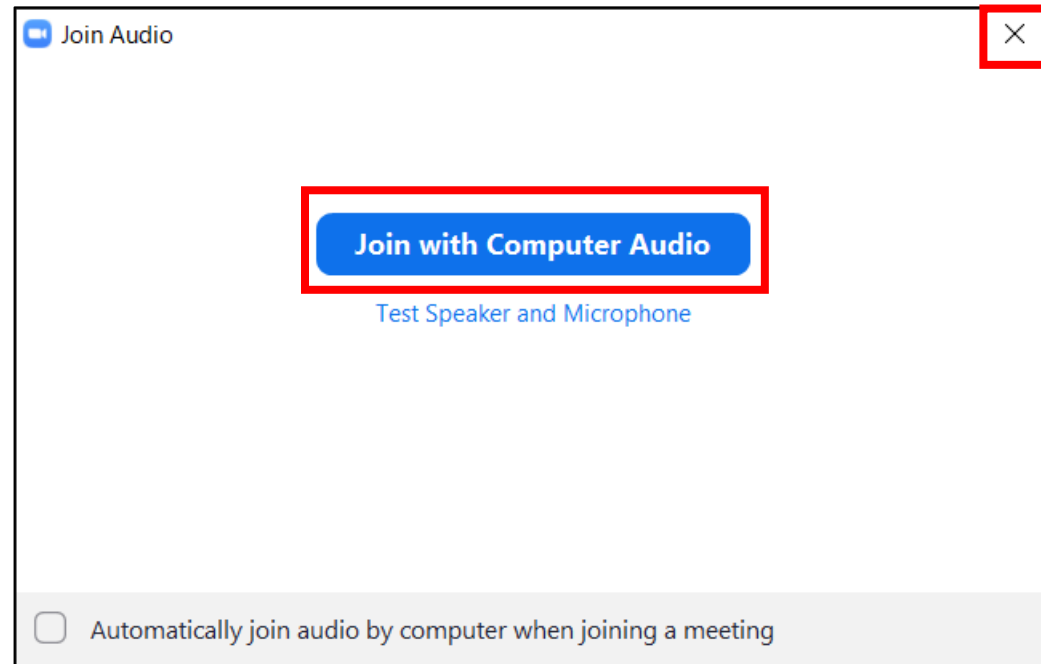 Join Audio
Join with Computer Audio
Test Speaker and Microphone
Automatically join audio by computer when joining a meeting